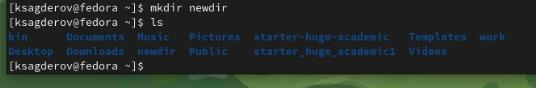 [ksagderov@fedora ~]$ mkdir newdir
[ksagderov@fedora ~]$ ls
bin Documents Music Pictures starter-hugo-academic Templates work
Desktop Downloads newdir Public starter_hugo_academic1 Videos
[ksagderov@fedora ~]$